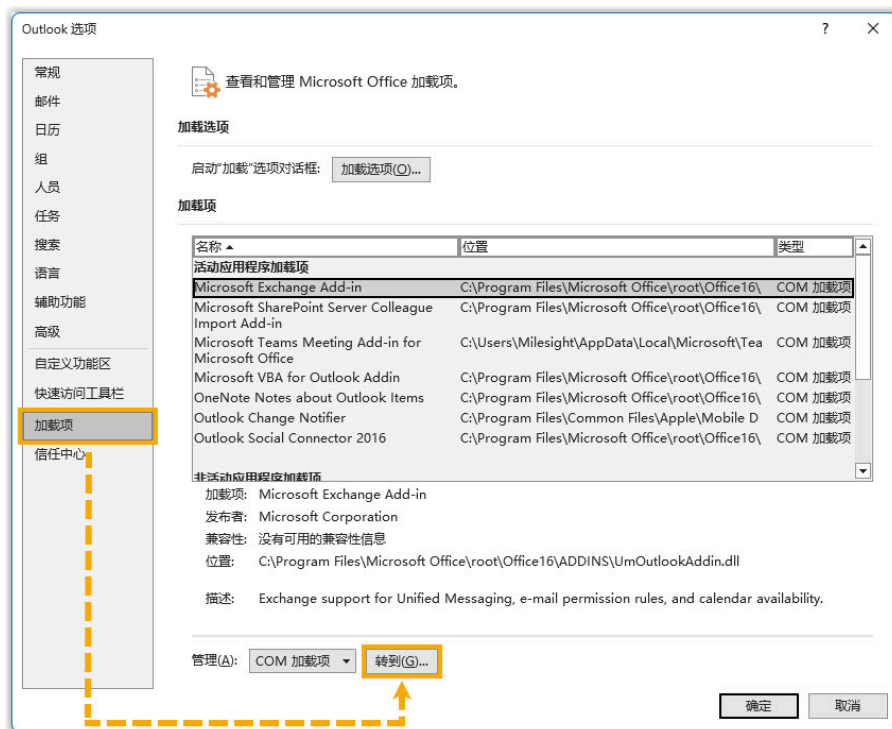 Outlook 选项
?
×
常规
邮件
日历
组
人员
任务
搜索
语言
辅助功能
高级
自定义功能区
快速访问工具栏
加载项
信任中心
查看和管理 Microsoft Office 加载项。
加载选项
启动"加载"选项对话框: 加载选项(O)...
加载项
名称 位置 类型
活动应用程序加载项
Microsoft Exchange Add-in C:\Program Files\Microsoft Office\root\Office16\ COM 加载项
Microsoft SharePoint Server Colleague C:\Program Files\Microsoft Office\root\Office16\ COM 加载项
Import Add-in
Microsoft Teams Meeting Add-in for C:\Users\Milesight\AppData\Local\Microsoft\Tea COM 加载项
Microsoft Office
Microsoft VBA for Outlook Addin C:\Program Files\Microsoft Office\root\Office16\ COM 加载项
OneNote Notes about Outlook Items C:\Program Files\Microsoft Office\root\Office16\ COM 加载项
Outlook Change Notifier C:\Program Files\Common Files\Apple\Mobile D COM 加载项
Outlook Social Connector 2016 C:\Program Files\Microsoft Office\root\Office16\ COM 加载项
非活动应用程序加载项
加载项: Microsoft Exchange Add-in
发布者: Microsoft Corporation
兼容性: 没有可用的兼容性信息
位置: C:\Program Files\Microsoft Office\root\Office16\ADDINS\UmOutlookAddin.dll
描述: Exchange support for Unified Messaging, e-mail permission rules, and calendar availability.
管理(A): COM 加载项 转到(G)...
确定 取消